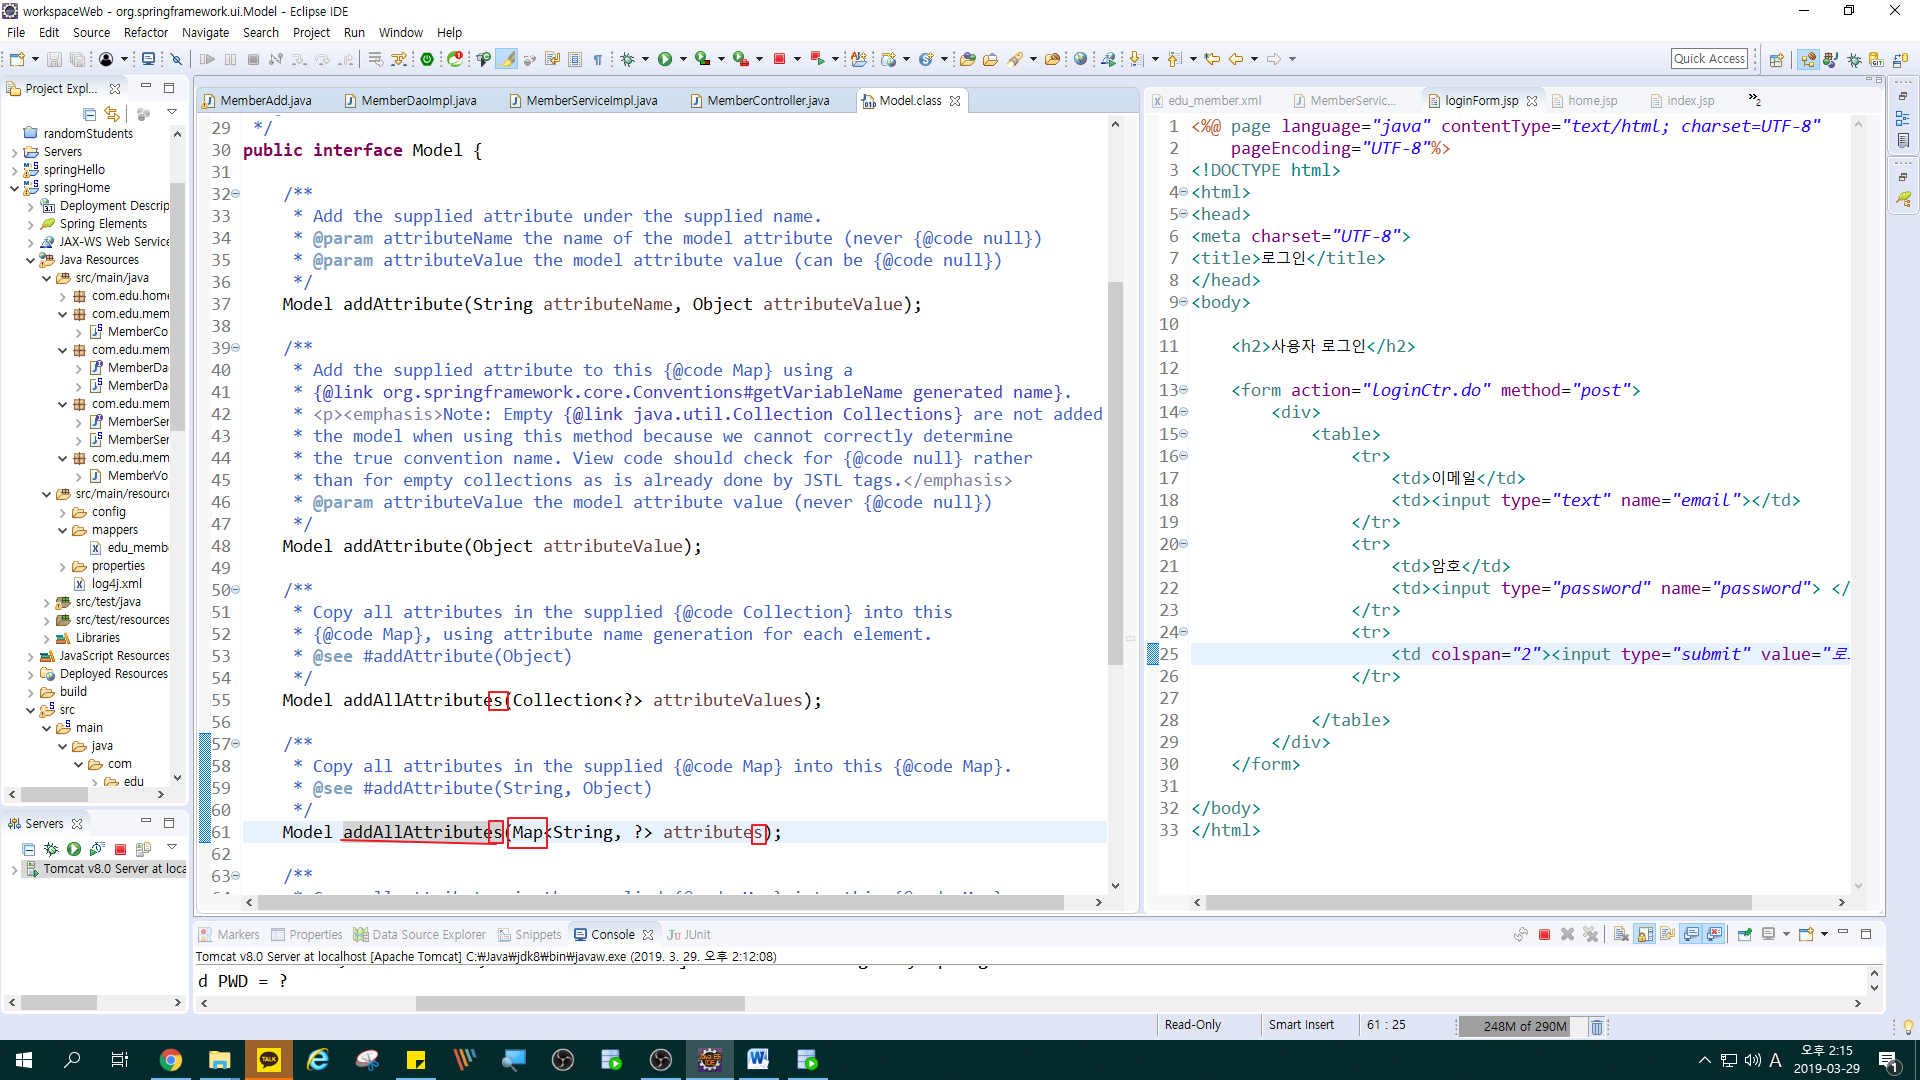 workspaceWeb - org.springframework.ui.Model - Eclipse IDE
File Edit Source Refactor Navigate Search Project Run Window Help
Quick Access
Project Expl...
randomStudents
Servers
springHello
springHome
Deployment Descrip
Spring Elements
JAX-WS Web Service
Java Resources
src/main/java
com.edu.home
com.edu.mem
MemberCo
com.edu.mem
MemberDa
MemberDa
com.edu.mem
MemberSer
MemberSer
com.edu.mem
MemberVo
src/main/resource
config
mappers
edu_memb
properties
log4j.xml
src/test/java
src/test/resources
Libraries
JavaScript Resources
Deployed Resources
build
src
main
java
com
edu
Servers
Tomcat v8.0 Server at loca
MemberAdd.java MemberDaoImpl.java MemberServiceImpl.java MemberController.java Model.class
29 */
30 public interface Model {
31
32 /**
33 * Add the supplied attribute under the supplied name.
34 * @param attributeName the name of the model attribute (never {@code null})
35 * @param attributeValue the model attribute value (can be {@code null})
36 */
37 Model addAttribute(String attributeName, Object attributeValue);
38
39 /**
40 * Add the supplied attribute to this {@code Map} using a
41 * {@link org.springframework.core.Conventions#getVariableName generated name}.
42 * <p><emphasis>Note: Empty {@link java.util.Collection Collections} are not added
43 * the model when using this method because we cannot correctly determine
44 * the true convention name. View code should check for {@code null} rather
45 * than for empty collections as is already done by JSTL tags.</emphasis>
46 * @param attributeValue the model attribute value (never {@code null})
47 */
48 Model addAttribute(Object attributeValue);
49
50 /**
51 * Copy all attributes in the supplied {@code Collection} into this
52 * {@code Map}, using attribute name generation for each element.
53 * @see #addAttribute(Object)
54 */
55 Model addAllAttributes(Collection<?> attributeValues);
56
57 /**
58 * Copy all attributes in the supplied {@code Map} into this {@code Map}.
59 * @see #addAttribute(String, Object)
60 */
61 Model addAllAttributes(Map<String, ?> attributes);
62
63 /**
edu_member.xml MemberServic... loginForm.jsp home.jsp index.jsp »2
1 <%@ page language="java" contentType="text/html; charset=UTF-8"
2 pageEncoding="UTF-8"%>
3 <!DOCTYPE html>
4 <html>
5 <head>
6 <meta charset="UTF-8">
7 <title>로그인</title>
8 </head>
9 <body>
10
11 <h2>사용자 로그인</h2>
12
13 <form action="loginCtr.do" method="post">
14 <div>
15 <table>
16 <tr>
17 <td>이메일</td>
18 <td><input type="text" name="email"></td>
19 </tr>
20 <tr>
21 <td>암호</td>
22 <td><input type="password" name="password"> </
23 </tr>
24 <tr>
25 <td colspan="2"><input type="submit" value="로
26 </tr>
27
28 </table>
29 </div>
30 </form>
31
32 </body>
33 </html>
Markers Properties Data Source Explorer Snippets Console JUnit
Tomcat v8.0 Server at localhost [Apache Tomcat] C:₩Java₩jdk8₩bin₩javaw.exe (2019. 3. 29. 오후 2:12:08)
d PWD = ?
Read-Only Smart Insert 61 : 25 248M of 290M
TALK
A
오후 2:15
2019-03-29
1